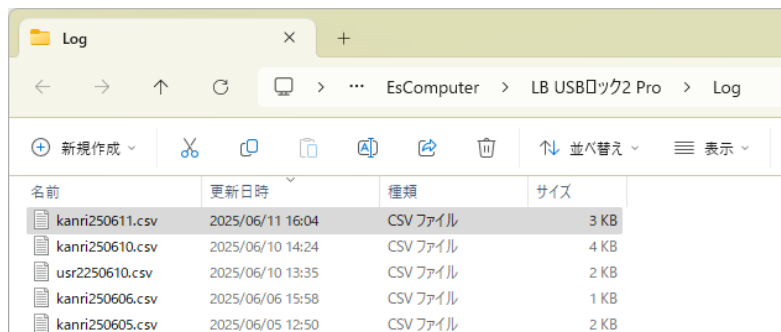 Log
… EsComputer > LB USBロック2 Pro > Log
新規作成 並べ替え 表示
名前 更新日時 種類 サイズ
kanri250611.csv 2025/06/11 16:04 CSV ファイル 3 KB
kanri250610.csv 2025/06/10 14:24 CSV ファイル 4 KB
usr2250610.csv 2025/06/10 13:35 CSV ファイル 2 KB
kanri250606.csv 2025/06/06 15:58 CSV ファイル 1 KB
kanri250605.csv 2025/06/05 12:50 CSV ファイル 2 KB